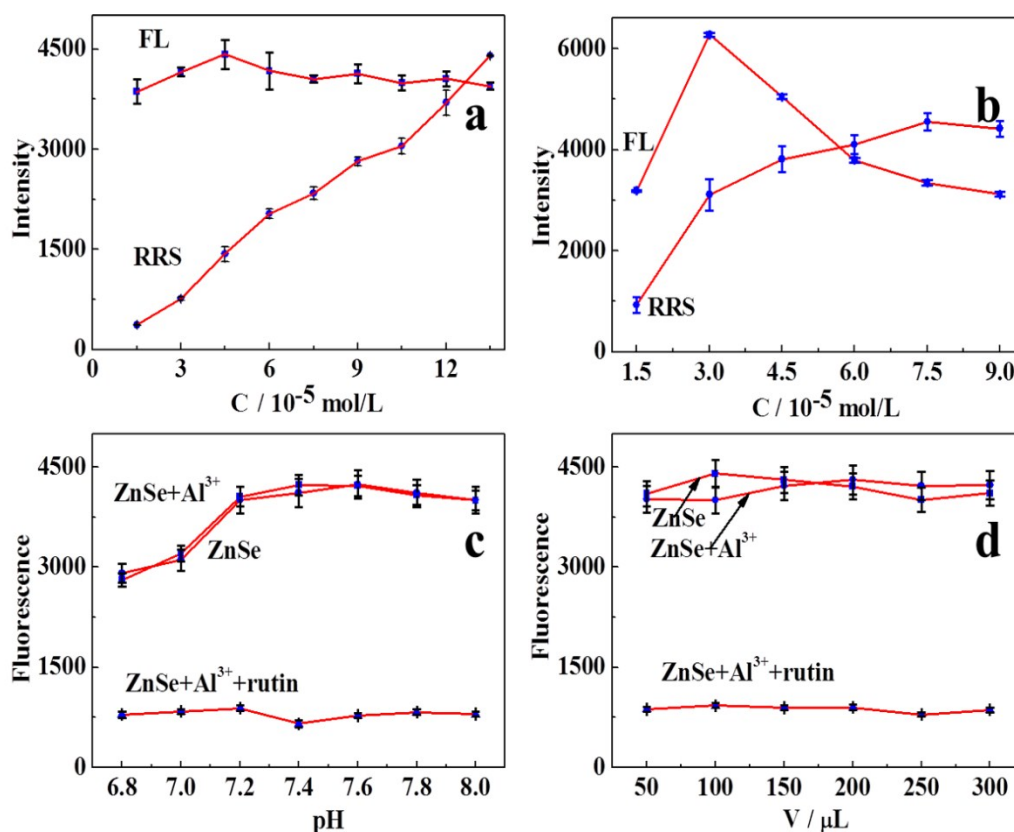 4500
3000
1500
0
Intensity
FL
RRS
a
0 3 6 9 12
C / 10⁻⁵ mol/L
6000
4000
2000
0
Intensity
FL
RRS
b
1.5 3.0 4.5 6.0 7.5 9.0
C / 10⁻⁵ mol/L
4500
3000
1500
0
Fluorescence
ZnSe+Al³⁺
ZnSe
c
ZnSe+Al³⁺+rutin
6.8 7.0 7.2 7.4 7.6 7.8 8.0
pH
4500
3000
1500
0
Fluorescence
ZnSe
ZnSe+Al³⁺
d
ZnSe+Al³⁺+rutin
50 100 150 200 250 300
V / μL